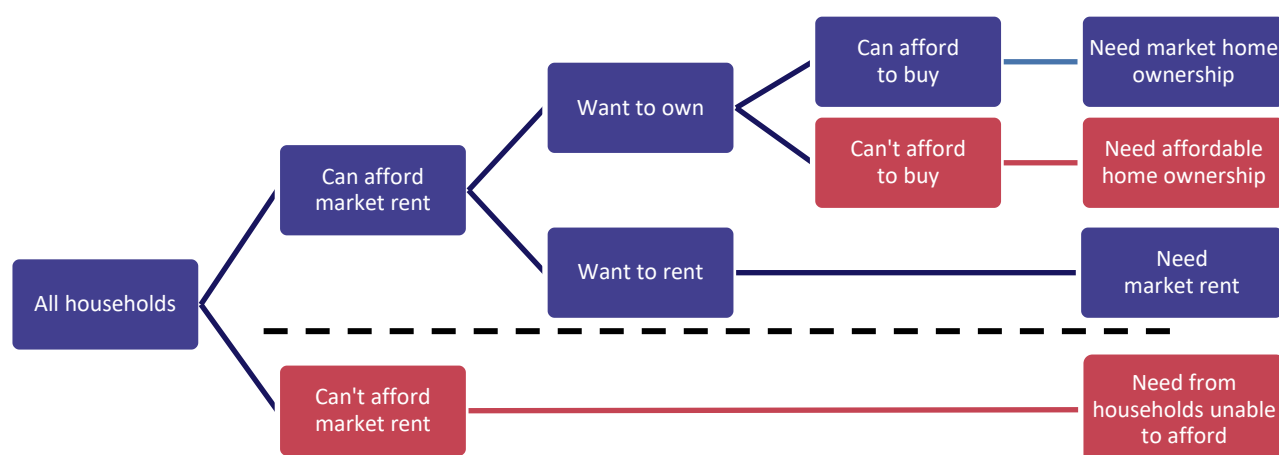 Can afford
to buy
Need market home
ownership
Want to own
Can't afford
to buy
Need affordable
home ownership
Can afford
market rent
Want to rent
Need
market rent
All households
Can't afford
market rent
Need from
households unable
to afford